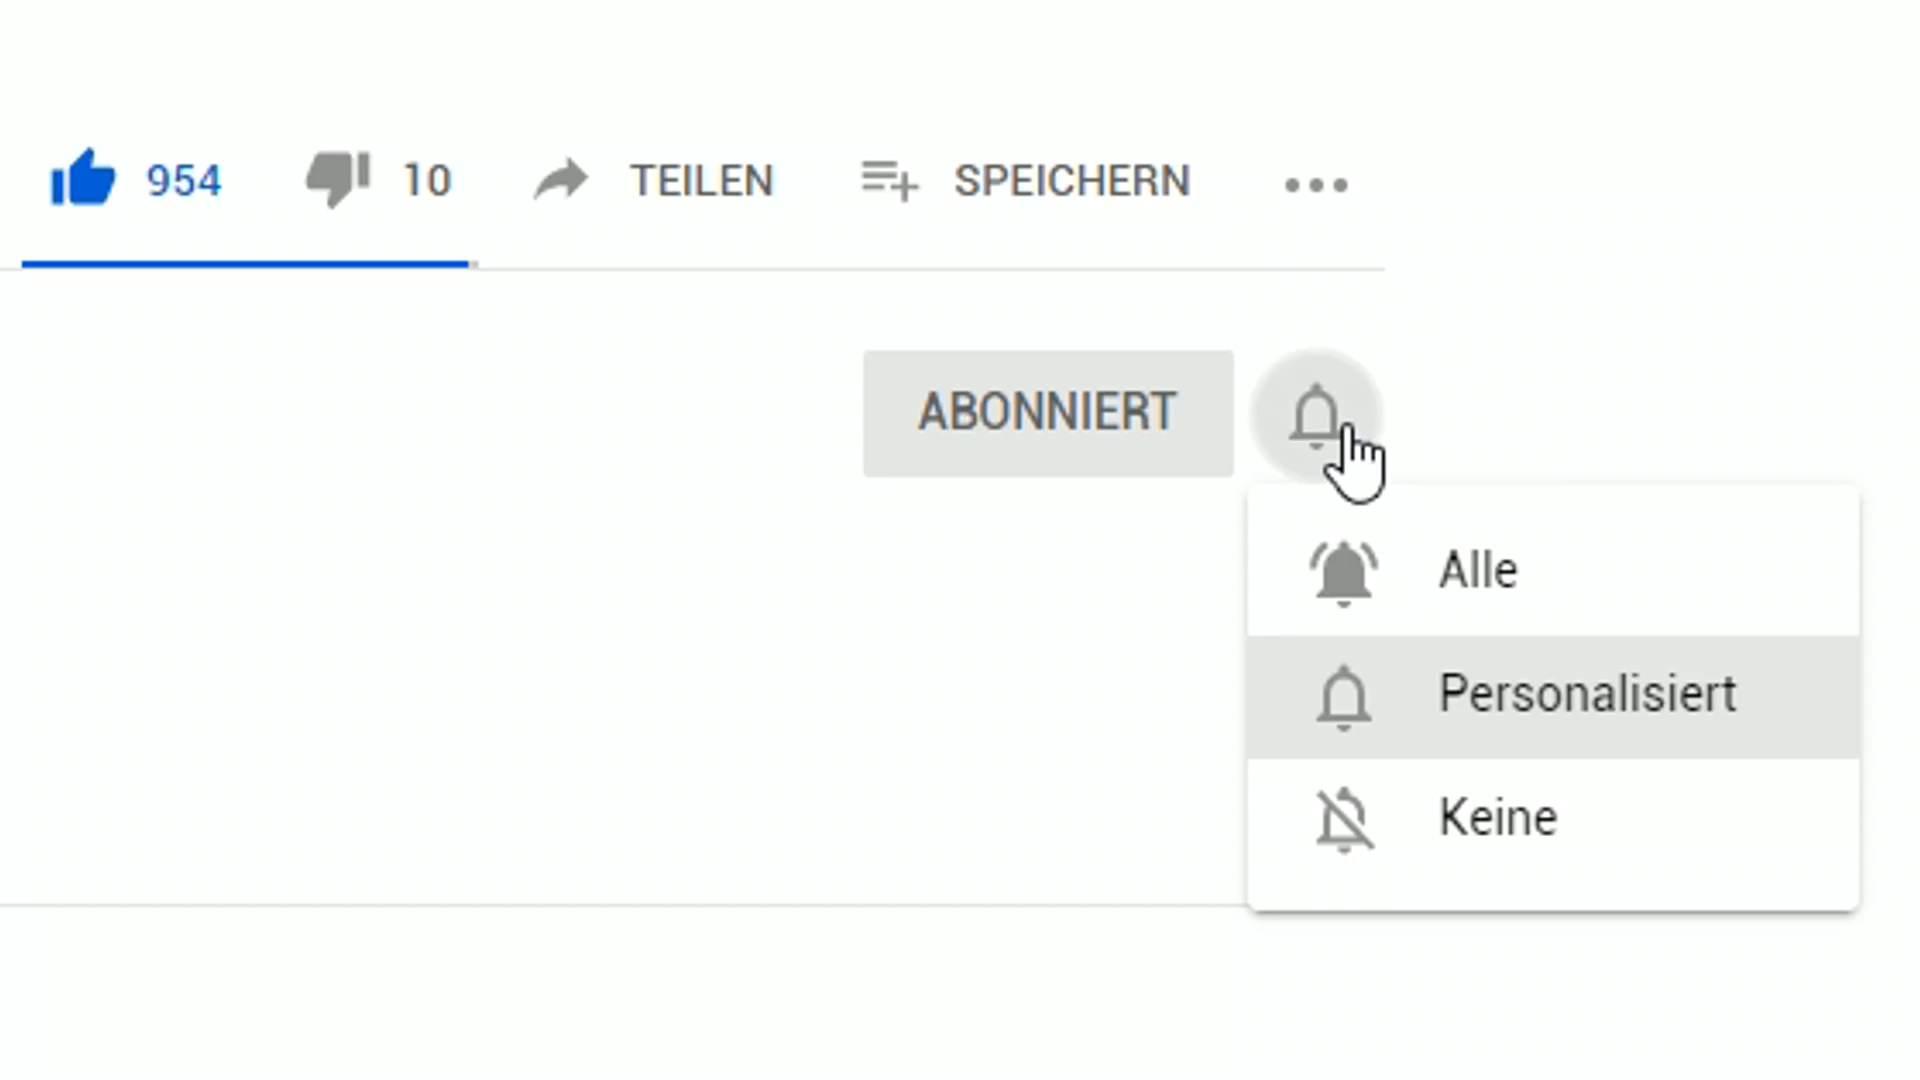 954 10 TEILEN SPEICHERN
ABONNIERT
Alle
Personalisiert
Keine